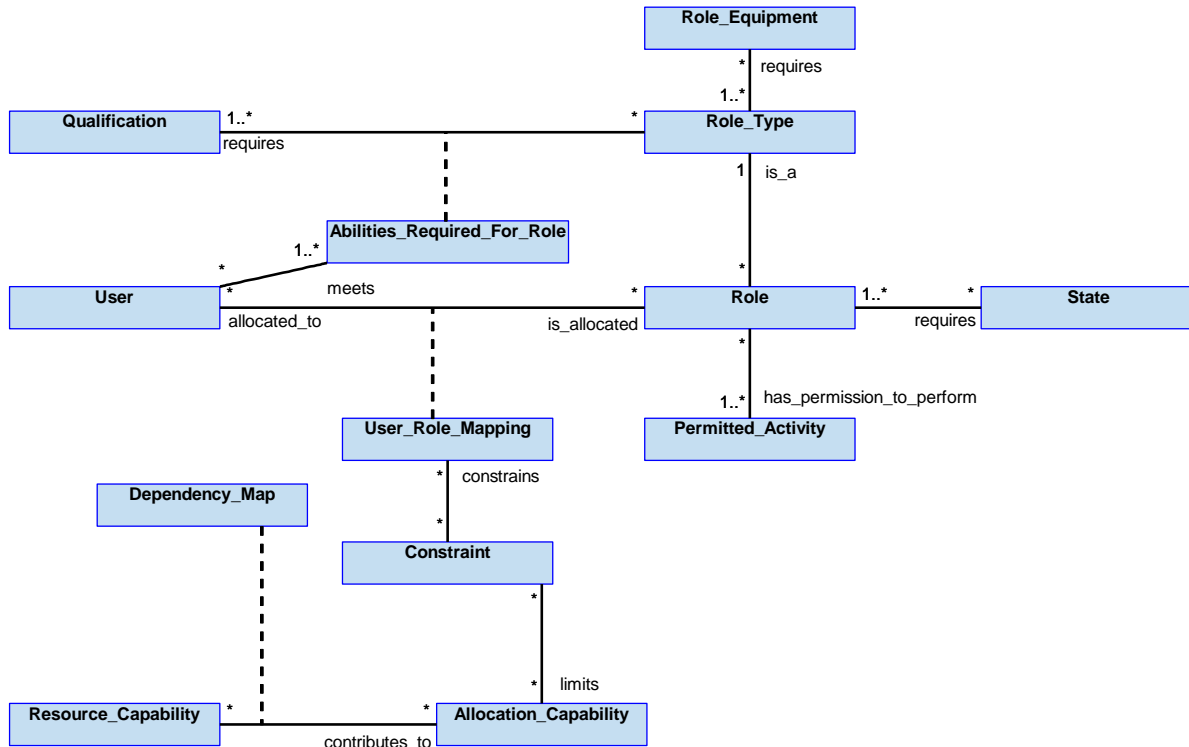 Role_Equipment
*
requires
1..*
Qualification
1..*
*
Role_Type
requires
1
is_a
Abilities_Required_For_Role
1..*
*
meets
*
User
*
*
Role
1..*
*
State
allocated_to
is_allocated
requires
*
has_permission_to_perform
1..*
User_Role_Mapping
Permitted_Activity
*
constrains
Dependency_Map
*
Constraint
*
*
limits
Resource_Capability
*
*
Allocation_Capability
contributes_to